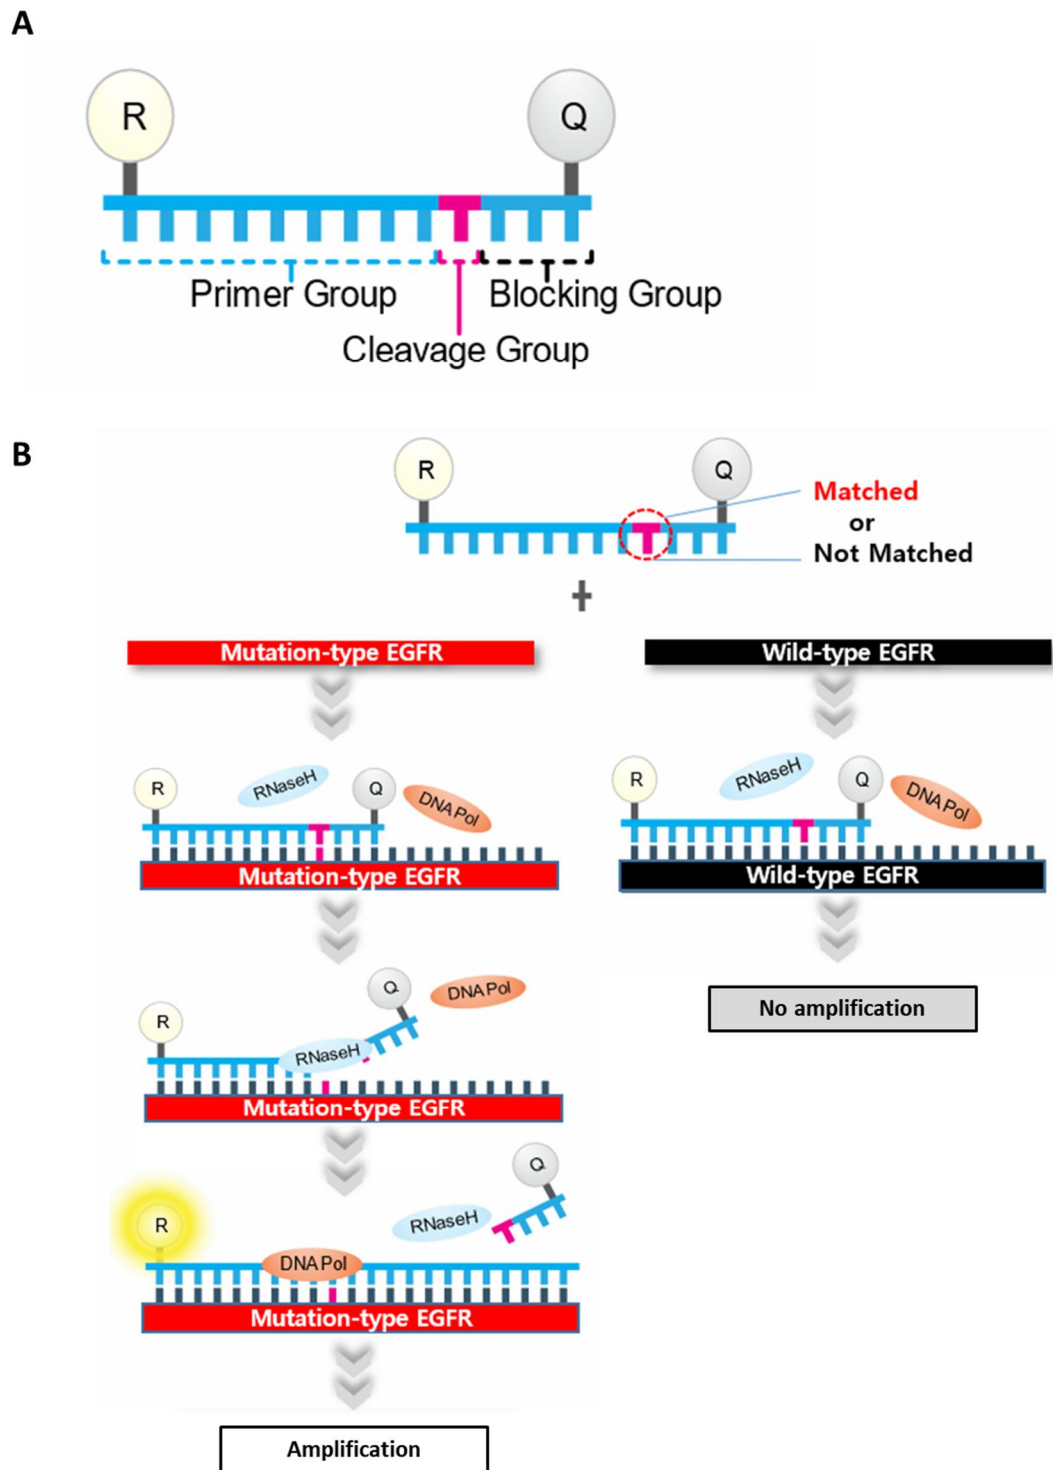 A
R
Q
Primer Group
Blocking Group
Cleavage Group
B
R
Q
Matched
or
Not Matched
+
Mutation-type EGFR
Wild-type EGFR
R
RNaseH
Q
DNA Pol
Mutation-type EGFR
R
RNaseH
Q
DNA Pol
Wild-type EGFR
No amplification
R
RNaseH
Q
DNA Pol
Mutation-type EGFR
R
DNA Pol
RNaseH
Q
Mutation-type EGFR
Amplification